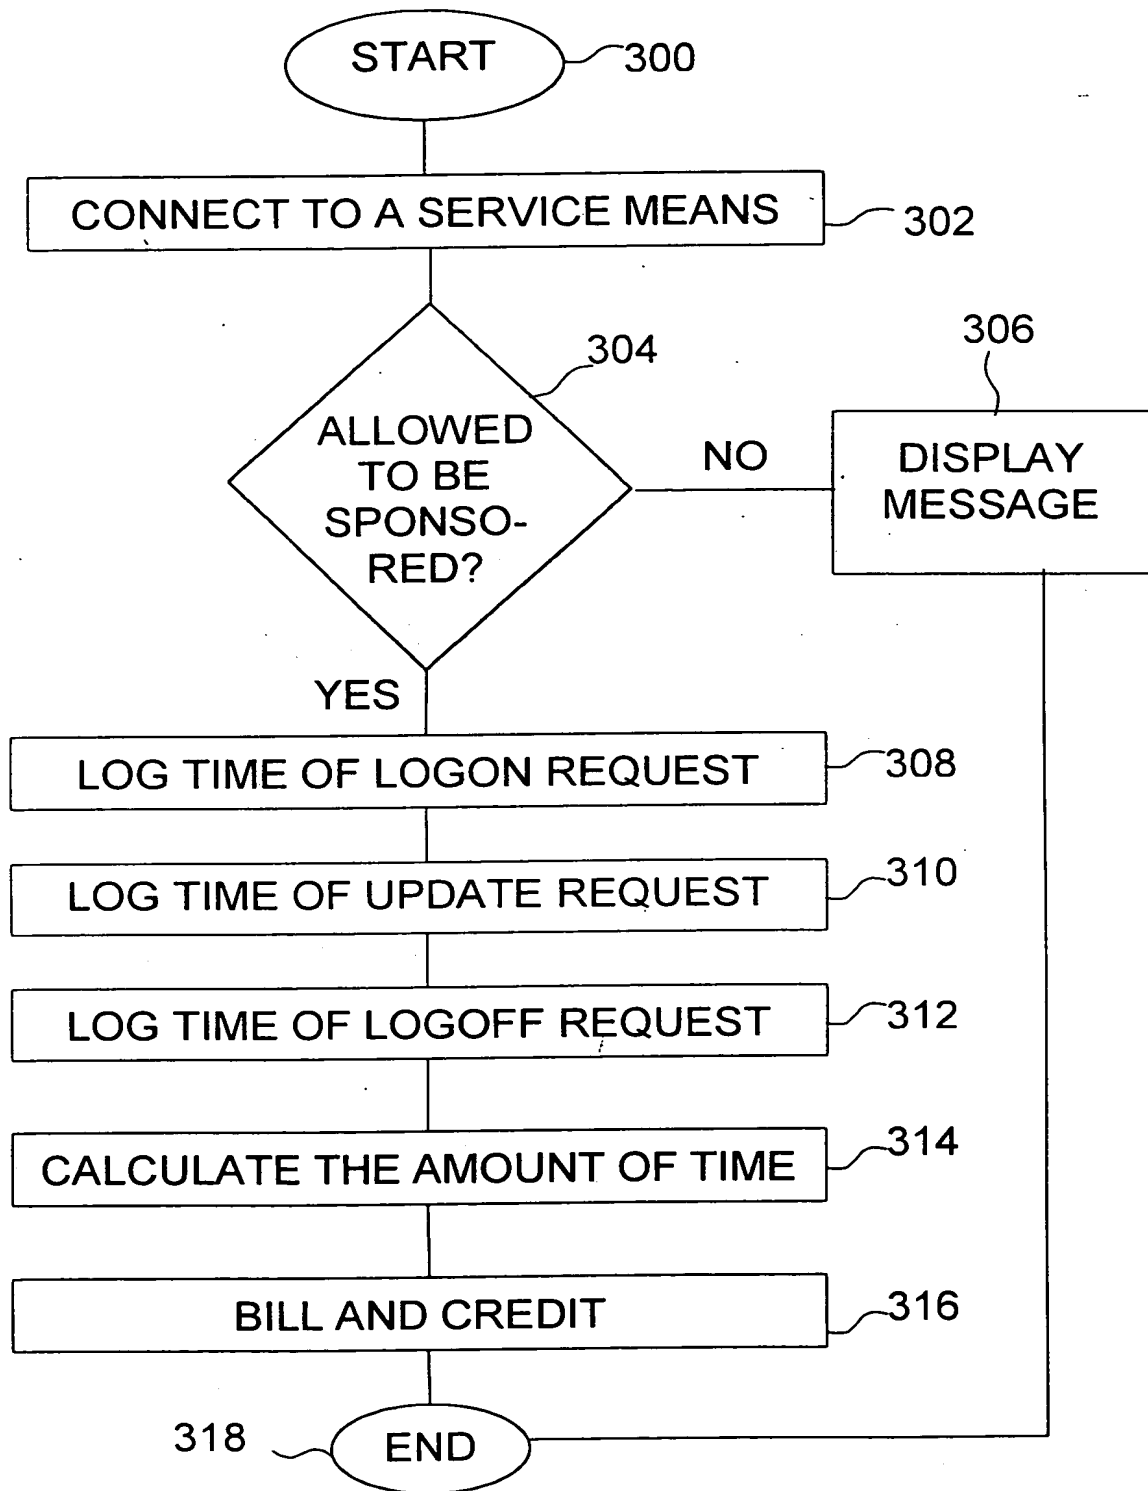 START
300
CONNECT TO A SERVICE MEANS
302
304
306
ALLOWED
TO BE
SPONSO-
RED?
NO
DISPLAY
MESSAGE
YES
LOG TIME OF LOGON REQUEST
308
LOG TIME OF UPDATE REQUEST
310
LOG TIME OF LOGOFF REQUEST
312
CALCULATE THE AMOUNT OF TIME
314
BILL AND CREDIT
316
318
END